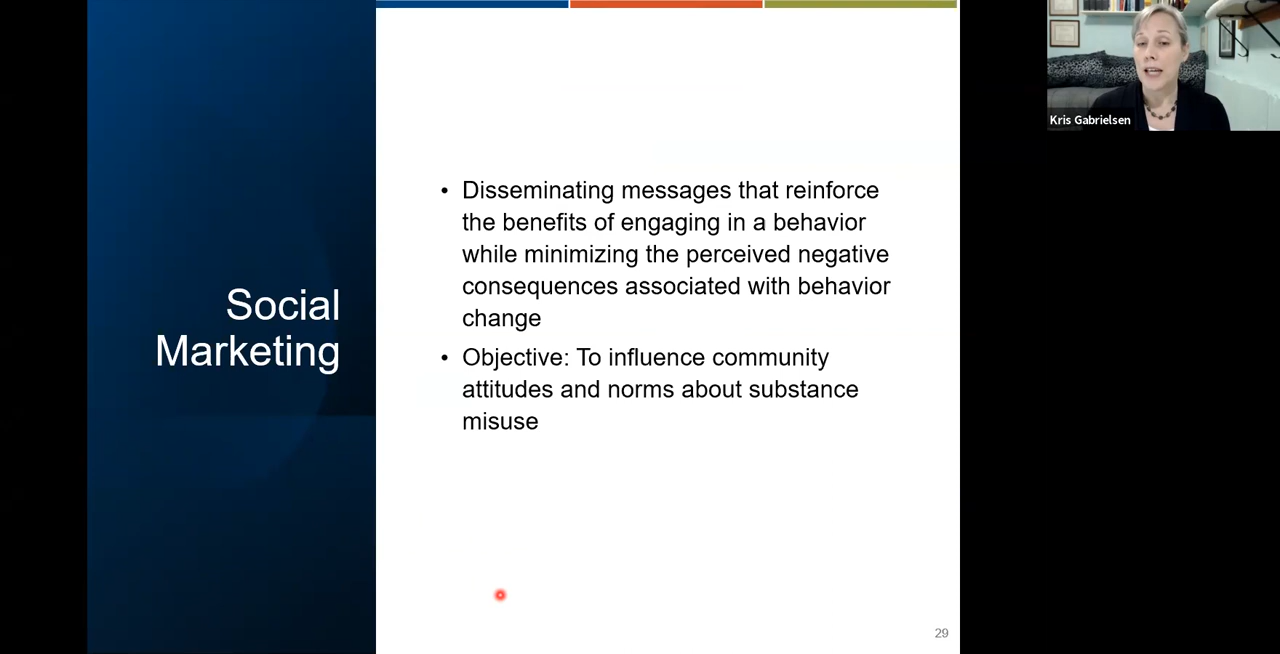 Social
Marketing
• Disseminating messages that reinforce
the benefits of engaging in a behavior
while minimizing the perceived negative
consequences associated with behavior
change
• Objective: To influence community
attitudes and norms about substance
misuse
29
Kris Gabrielsen